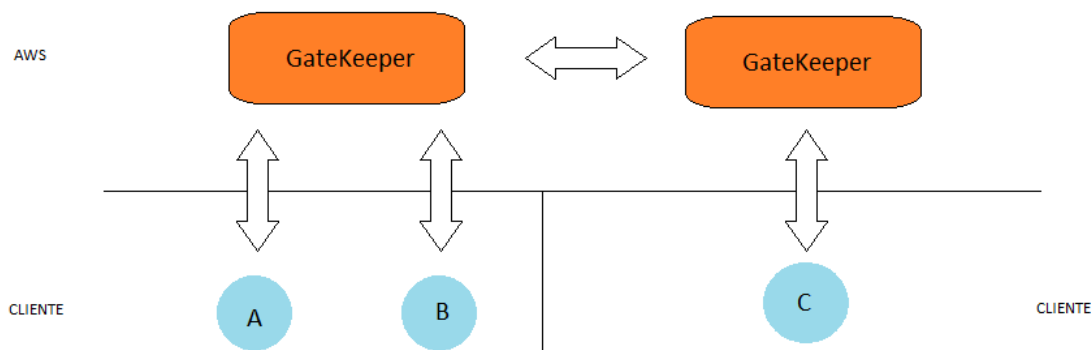 AWS
GateKeeper
GateKeeper
CLIENTE
A
B
C
CLIENTE